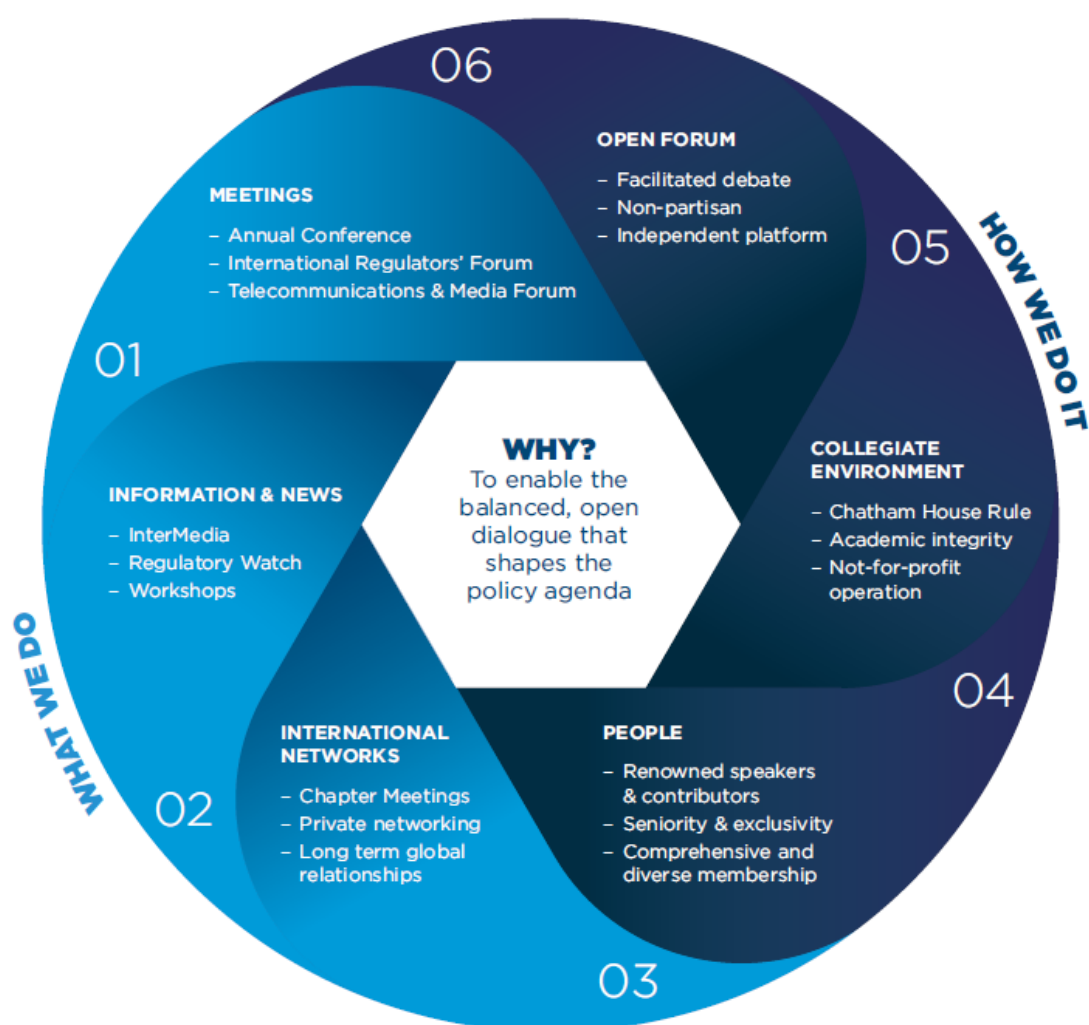 06
OPEN FORUM
– Facilitated debate
– Non-partisan
– Independent platform
MEETINGS
– Annual Conference
– International Regulators’ Forum
– Telecommunications & Media Forum
05
HOW WE DO IT
01
WHY?
To enable the
balanced, open
dialogue that
shapes the
policy agenda
COLLEGIATE
ENVIRONMENT
– Chatham House Rule
– Academic integrity
– Not-for-profit
operation
INFORMATION & NEWS
– InterMedia
– Regulatory Watch
– Workshops
WHAT WE DO
04
INTERNATIONAL
NETWORKS
– Chapter Meetings
– Private networking
– Long term global
relationships
02
PEOPLE
– Renowned speakers
& contributors
– Seniority & exclusivity
– Comprehensive and
diverse membership
03